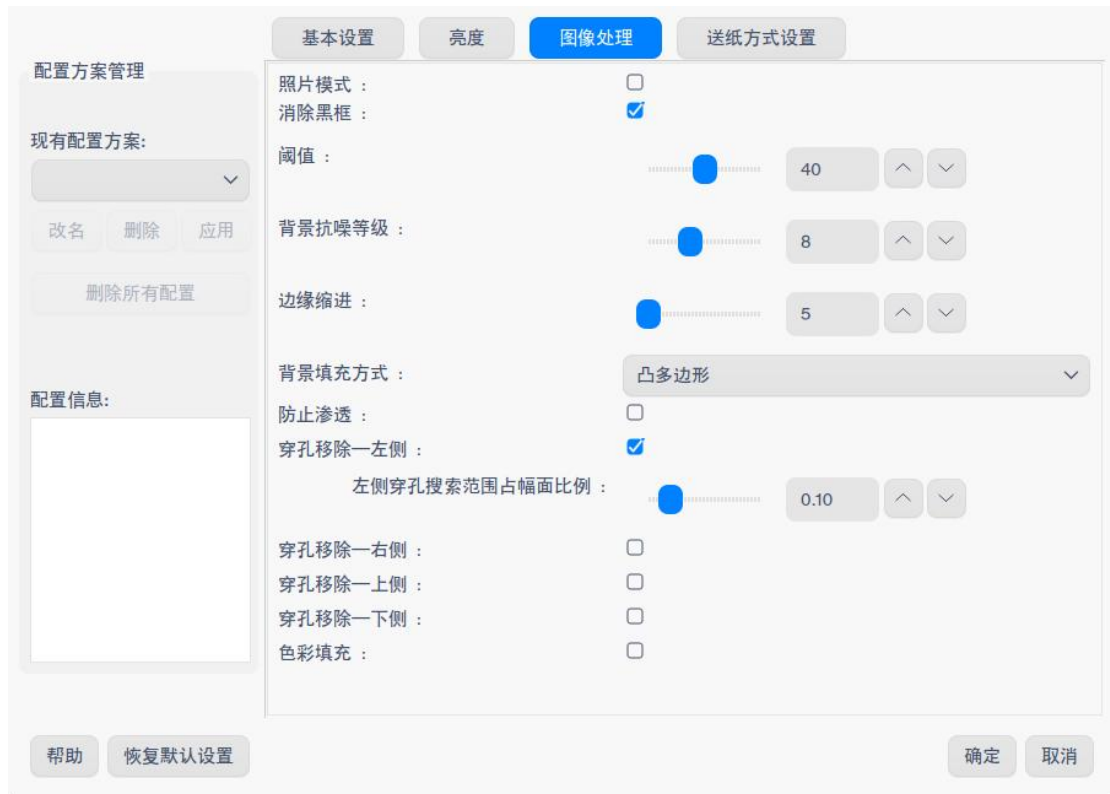 基本设置 亮度 图像处理 送纸方式设置
配置方案管理
现有配置方案:
改名 删除 应用
删除所有配置
配置信息:
照片模式 :
消除黑框 :
阈值 : 40
背景抗噪等级 : 8
边缘缩进 : 5
背景填充方式 : 凸多边形
防止渗透 :
穿孔移除一左侧 :
左侧穿孔搜索范围占幅面比例 : 0.10
穿孔移除一右侧 :
穿孔移除一上侧 :
穿孔移除一下侧 :
色彩填充 :
帮助 恢复默认设置 确定 取消